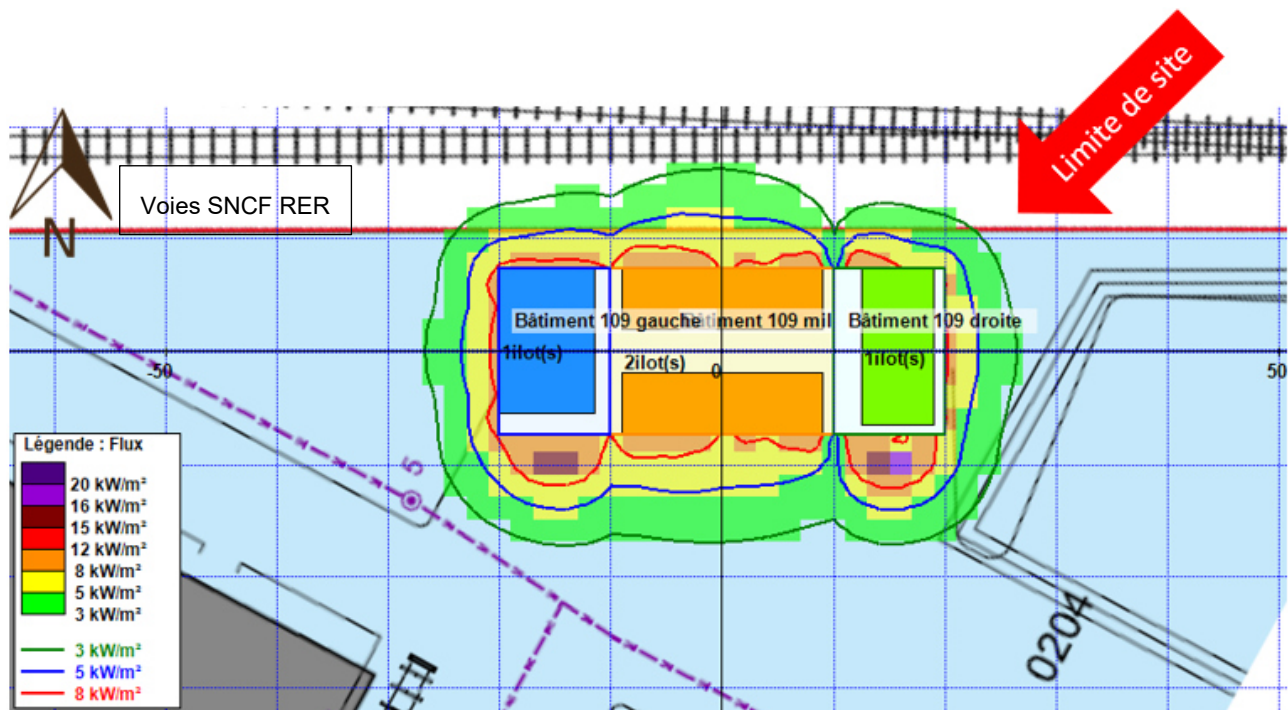 Limite de site
Voies SNCF RER
N
Bâtiment 109 gauche
Bâtiment 109 mil
Bâtiment 109 droite
1ilot(s)
2ilot(s)
1ilot(s)
-50
0
50
5
0204
Légende : Flux
20 kW/m²
16 kW/m²
15 kW/m²
12 kW/m²
8 kW/m²
5 kW/m²
3 kW/m²
3 kW/m²
5 kW/m²
8 kW/m²